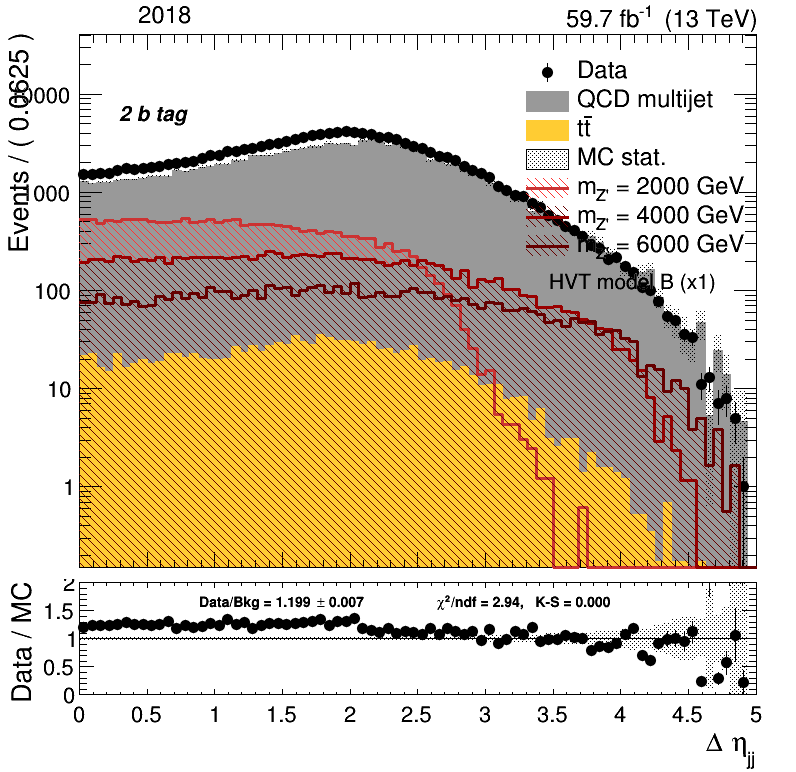 2018 59.7 fb⁻¹ (13 TeV)
Events / ( 0.0625 )
10000
1000
100
10
1
2 b tag
Data
QCD multijet
tt̄
MC stat.
m_Z' = 2000 GeV
m_Z' = 4000 GeV
m_Z' = 6000 GeV
HVT model B (x1)
Data / MC
2
1.5
1
0.5
0
Data/Bkg = 1.199 ± 0.007 χ²/ndf = 2.94, K-S = 0.000
0 0.5 1 1.5 2 2.5 3 3.5 4 4.5 5
Δ η_jj